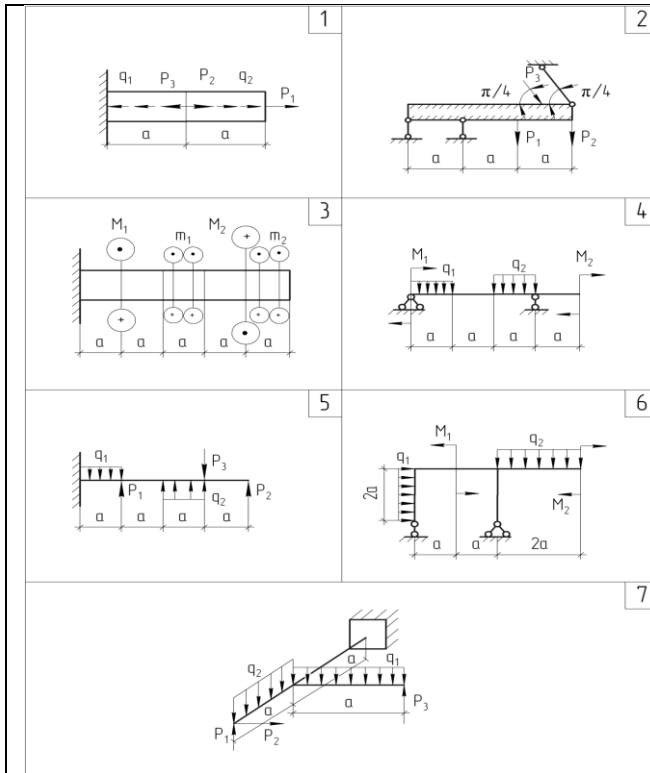 1
q₁ P₃ P₂ q₂ P₁
a a
2
P₃
π/4 π/4
P₁ P₂
a a a
3
M₁ m₁ M₂ m₂
a a a a a
4
M₁ q₁ q₂ M₂
a a a a
5
q₁ P₃
P₁ q₂ P₂
a a a a
6
q₁ M₁ q₂
2a M₂
a a 2a
7
q₂ a q₁
a a P₃
P₁ P₂